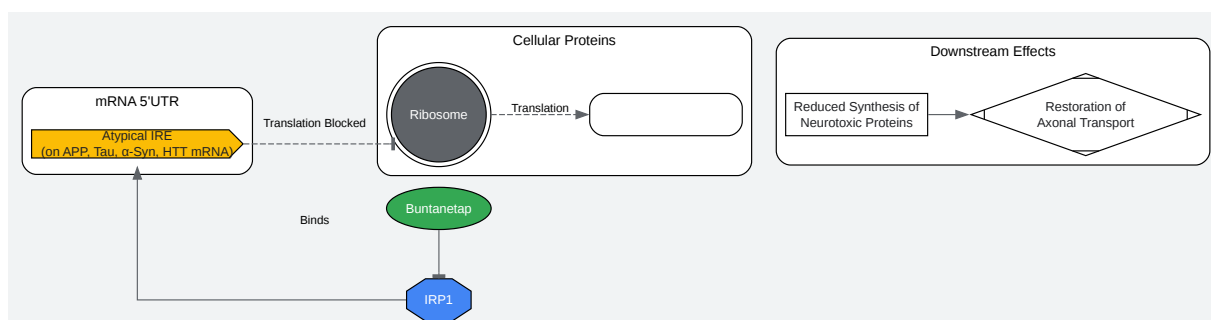 mRNA 5'UTR
Atypical IRE
(on APP, Tau, α-Syn, HTT mRNA)
Translation Blocked
Cellular Proteins
Ribosome
Translation
Downstream Effects
Reduced Synthesis of
Neurotoxic Proteins
Restoration of
Axonal Transport
Buntanetap
Binds
IRP1